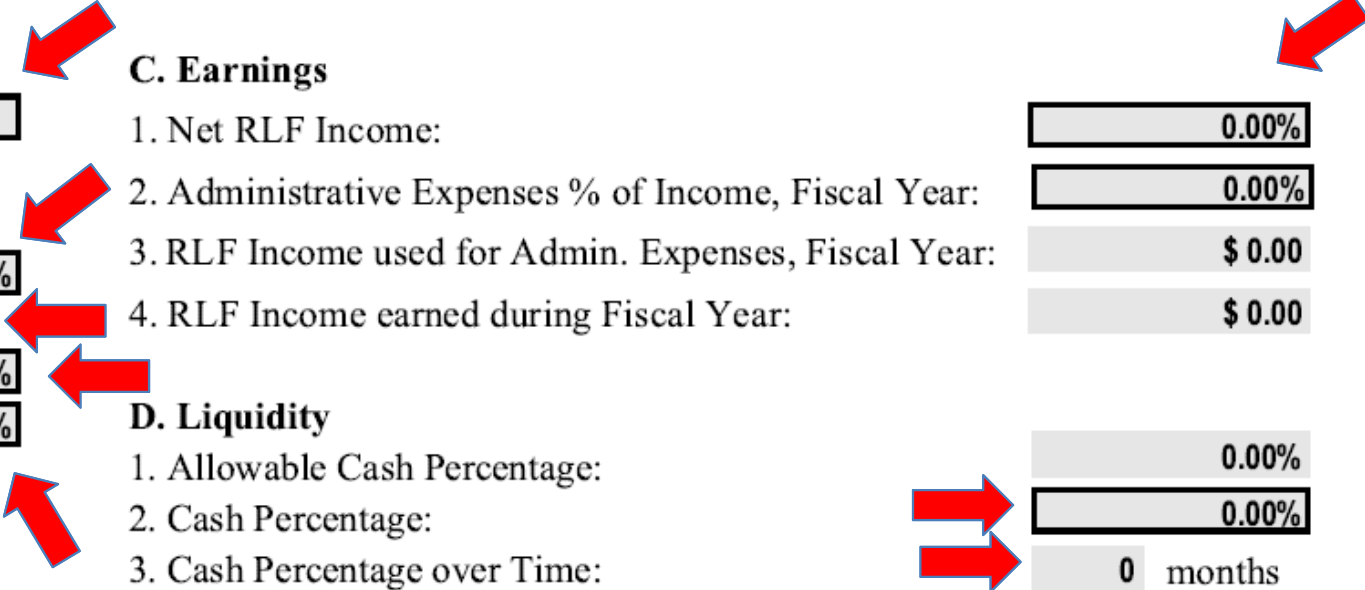 C. Earnings
1. Net RLF Income: 0.00%
2. Administrative Expenses % of Income, Fiscal Year: 0.00%
3. RLF Income used for Admin. Expenses, Fiscal Year: $ 0.00
%
4. RLF Income earned during Fiscal Year: $ 0.00
%
%
D. Liquidity
1. Allowable Cash Percentage: 0.00%
2. Cash Percentage: 0.00%
3. Cash Percentage over Time: 0 months